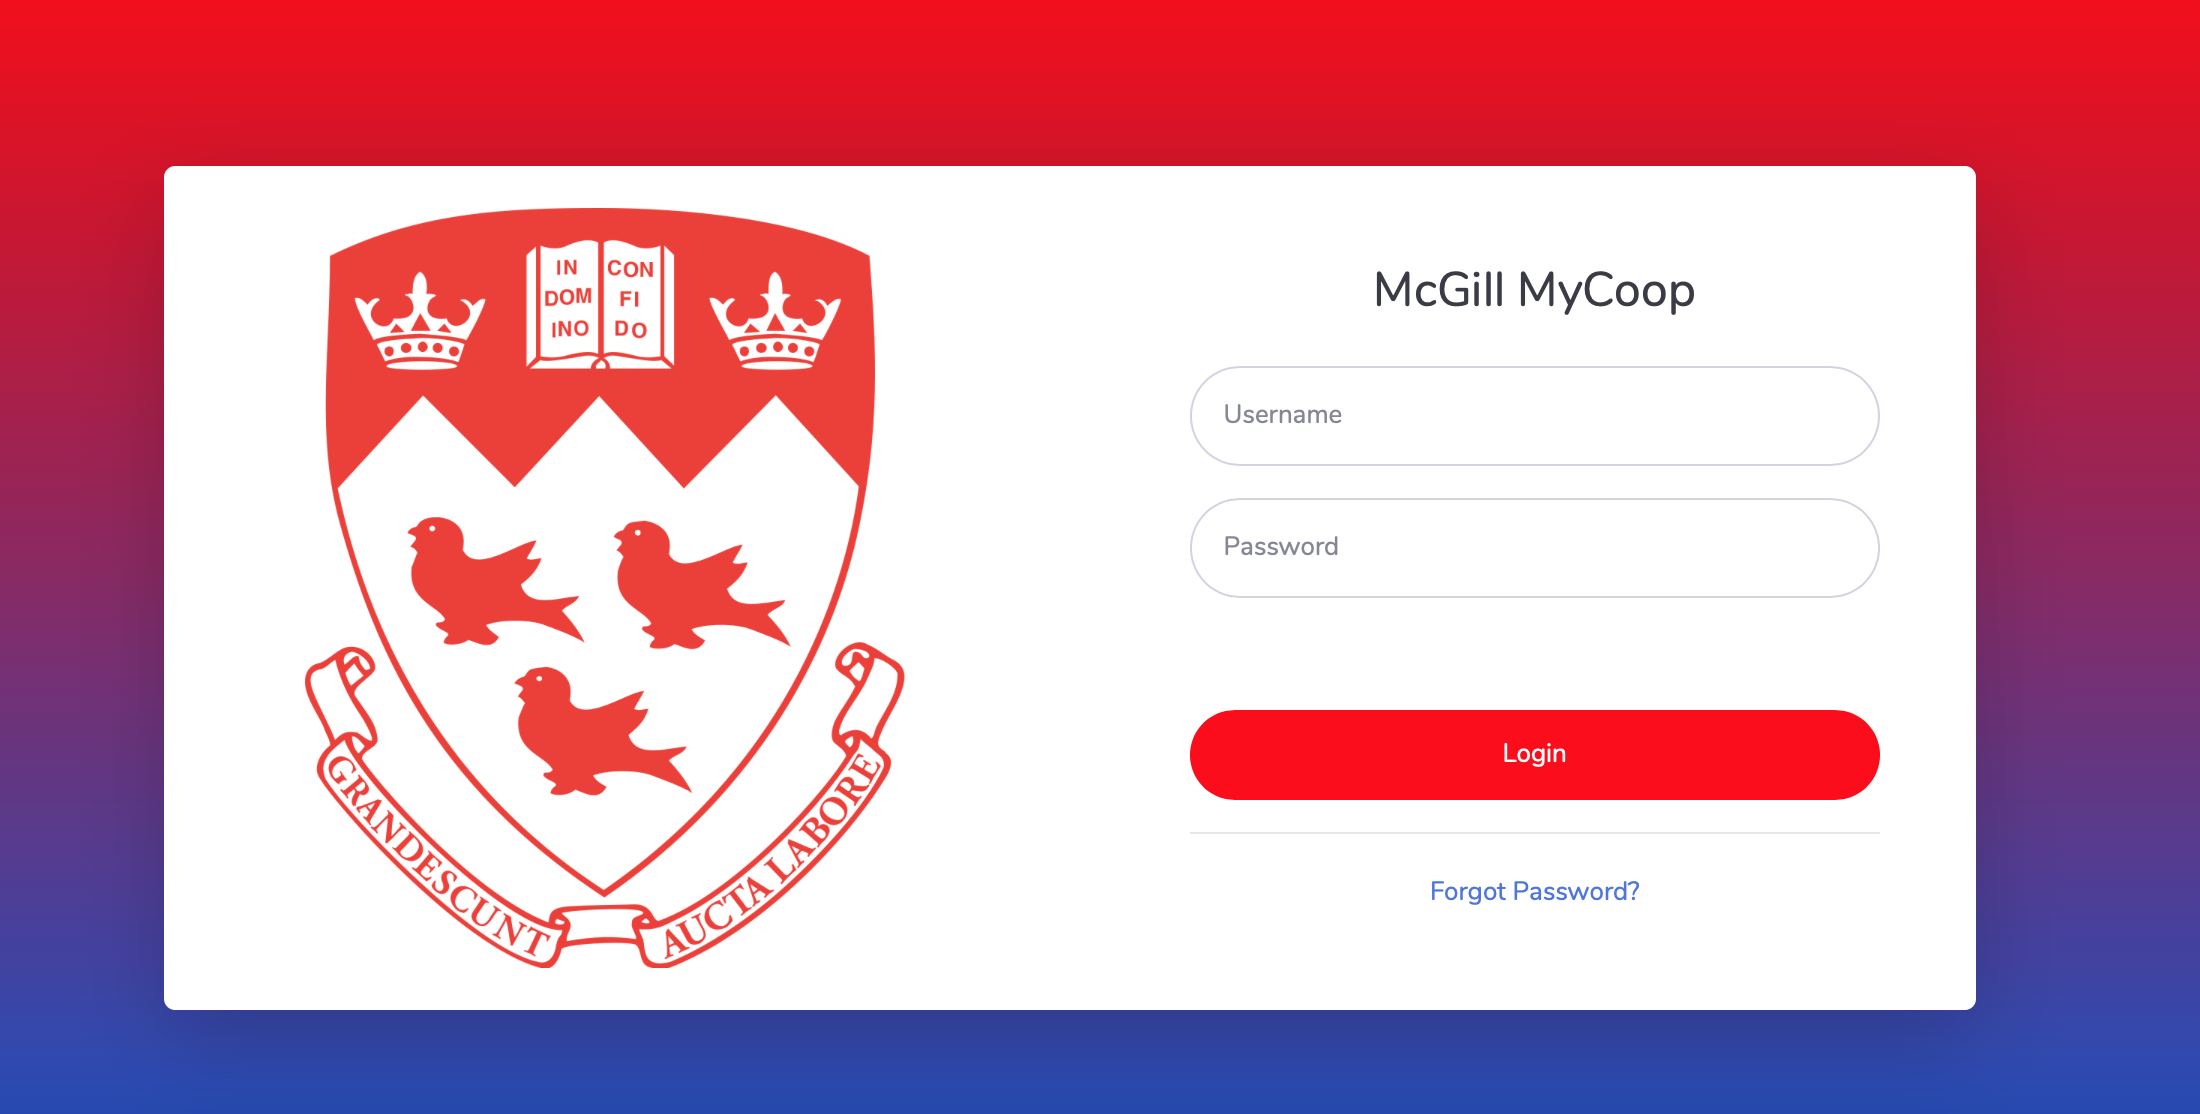 IN
DOM
INO
CON
FI
DO
GRANDESCUNT
AUCTA LABORE
McGill MyCoop
Username
Password
Login
Forgot Password?